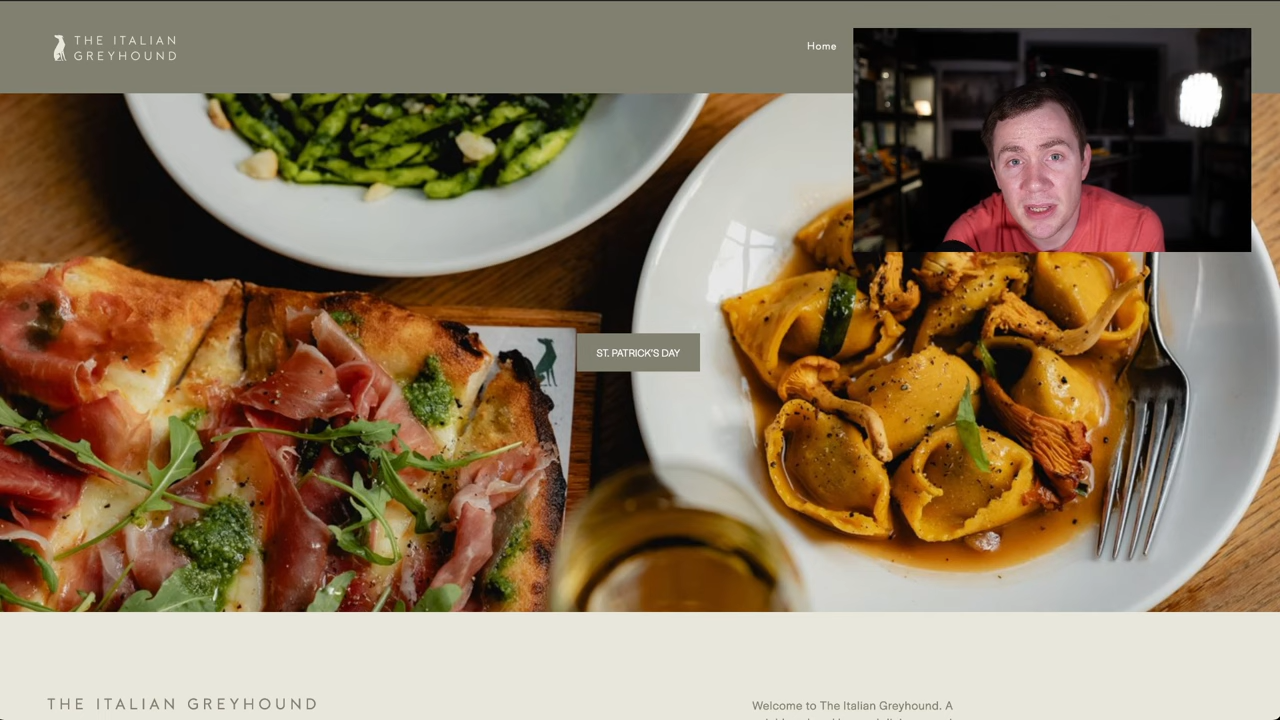 THE ITALIAN
GREYHOUND
Home
ST. PATRICK'S DAY
THE ITALIAN GREYHOUND
Welcome to The Italian Greyhound. A